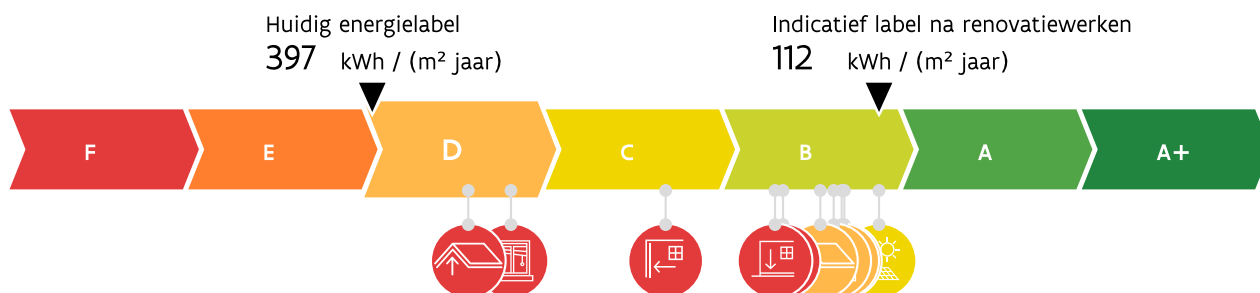 Huidig energielabel
397 kWh / (m² jaar)
Indicatief label na renovatiewerken
112 kWh / (m² jaar)
F E D C B A A+